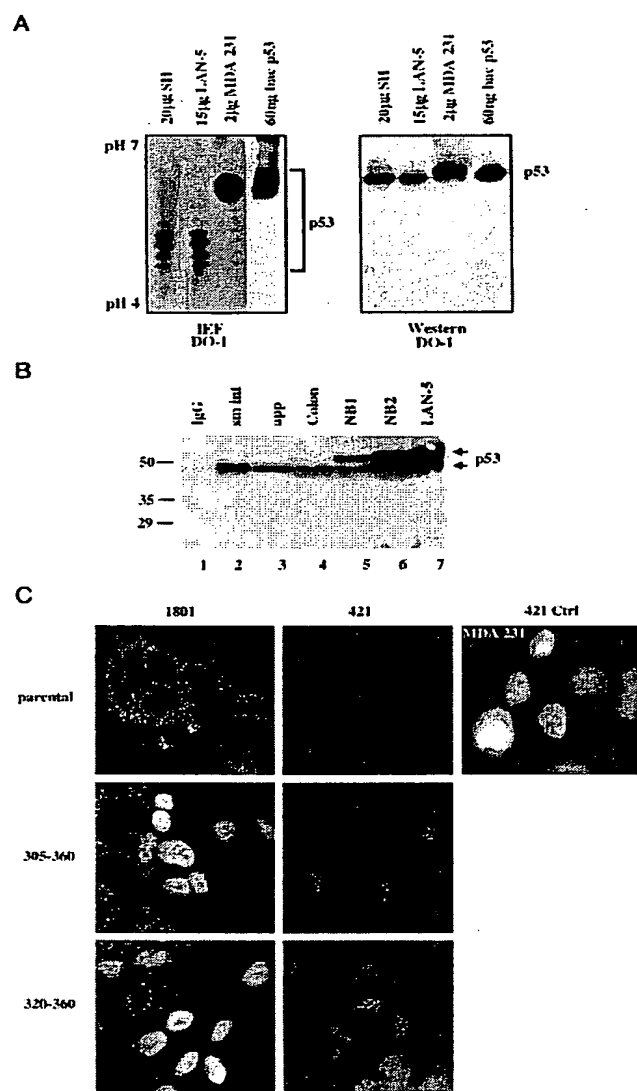 A
20µg SH
15µg LAN-5
2µg MDA 231
60ng bac p53
20µg SH
15µg LAN-5
2µg MDA 231
60ng bac p53
pH 7
p53
p53
pH 4
IEF
DO-1
Western
DO-1
B
IgG
sm int
app
Colon
NB1
NB2
LAN-5
50
p53
35
29
1 2 3 4 5 6 7
C
1801 421 421 Ctrl
MDA 231
parental
305-360
320-360